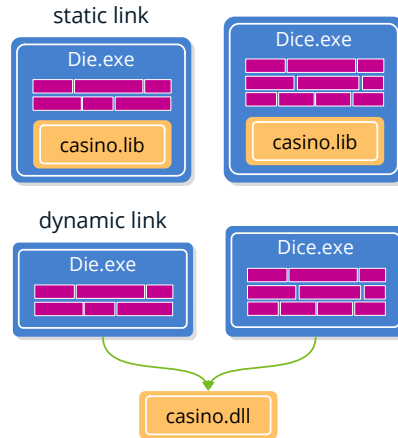 static link
Die.exe
casino.lib
Dice.exe
casino.lib
dynamic link
Die.exe
Dice.exe
casino.dll